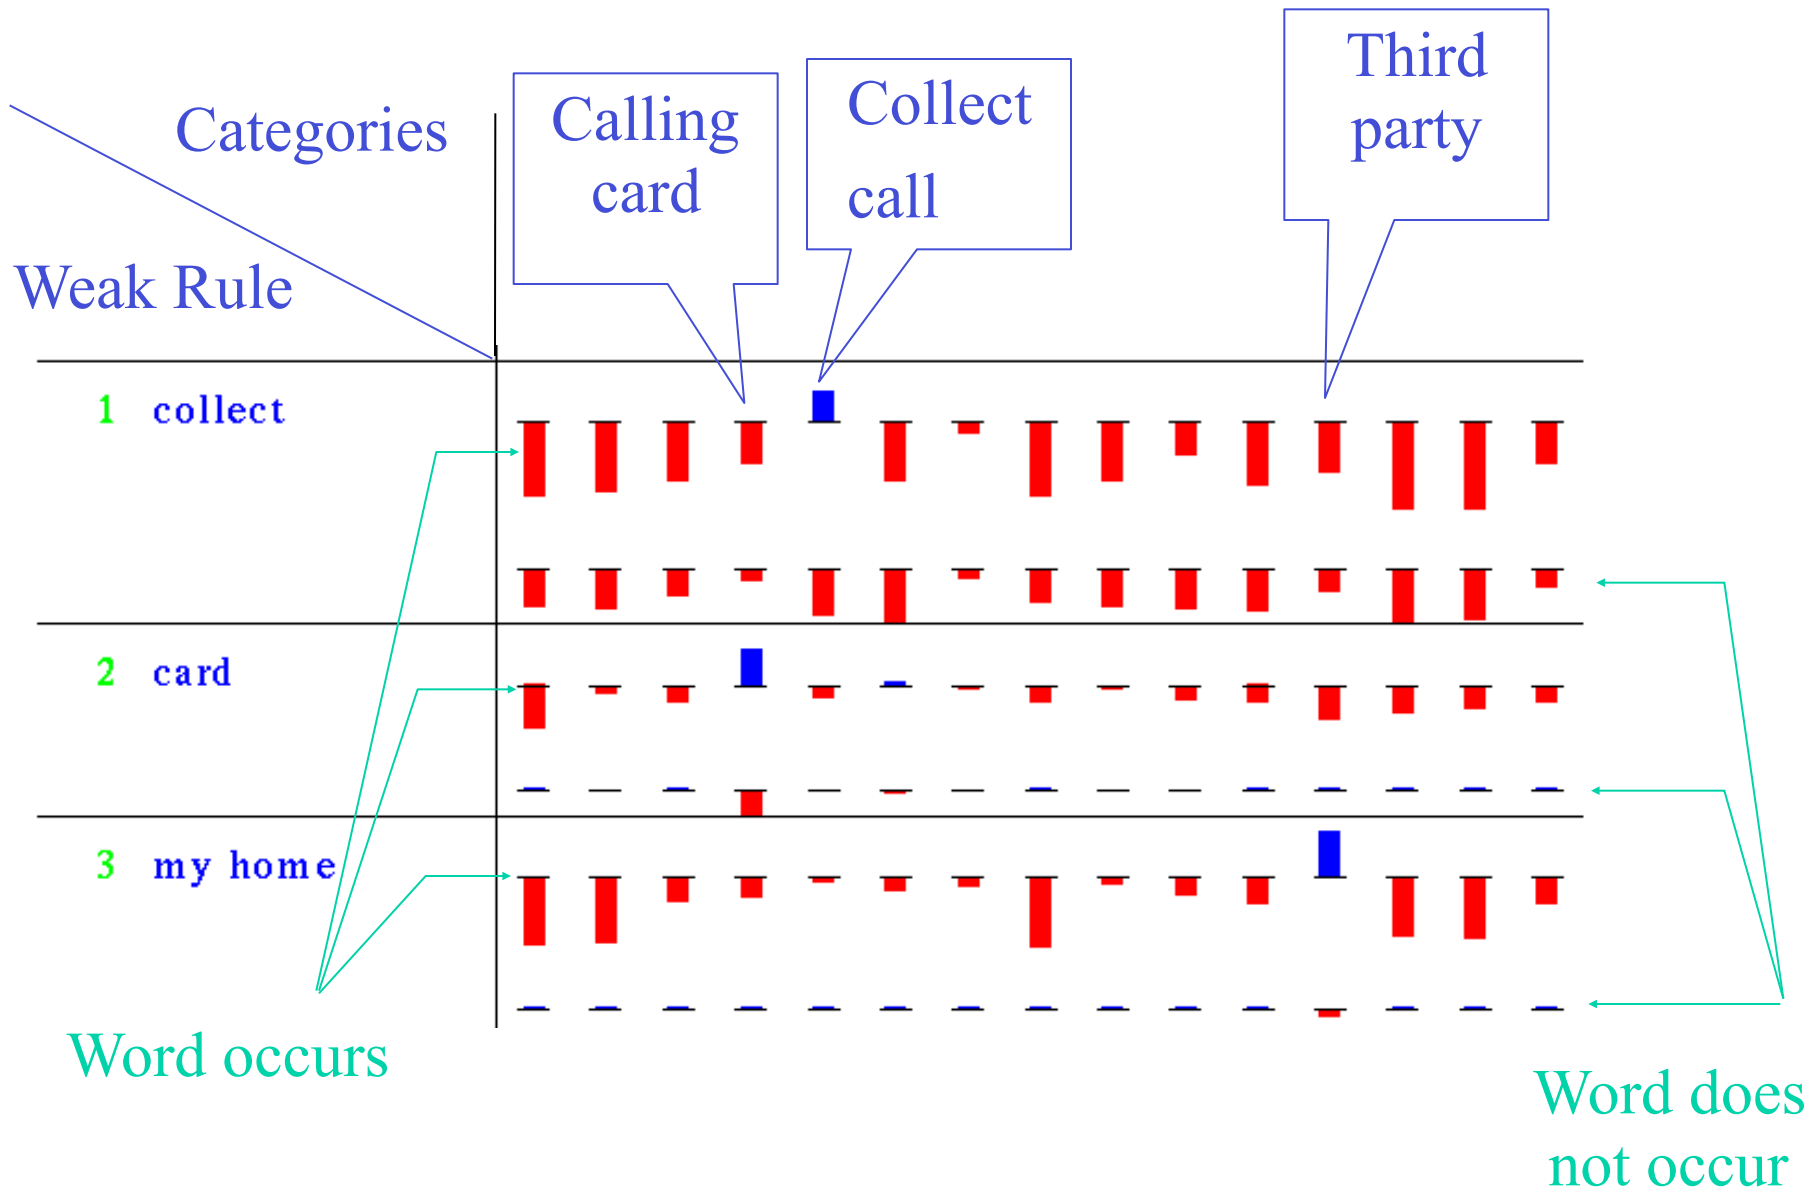 Categories
Weak Rule
Calling
card
Collect
call
Third
party
1 collect
2 card
3 my home
Word occurs
Word does
not occur